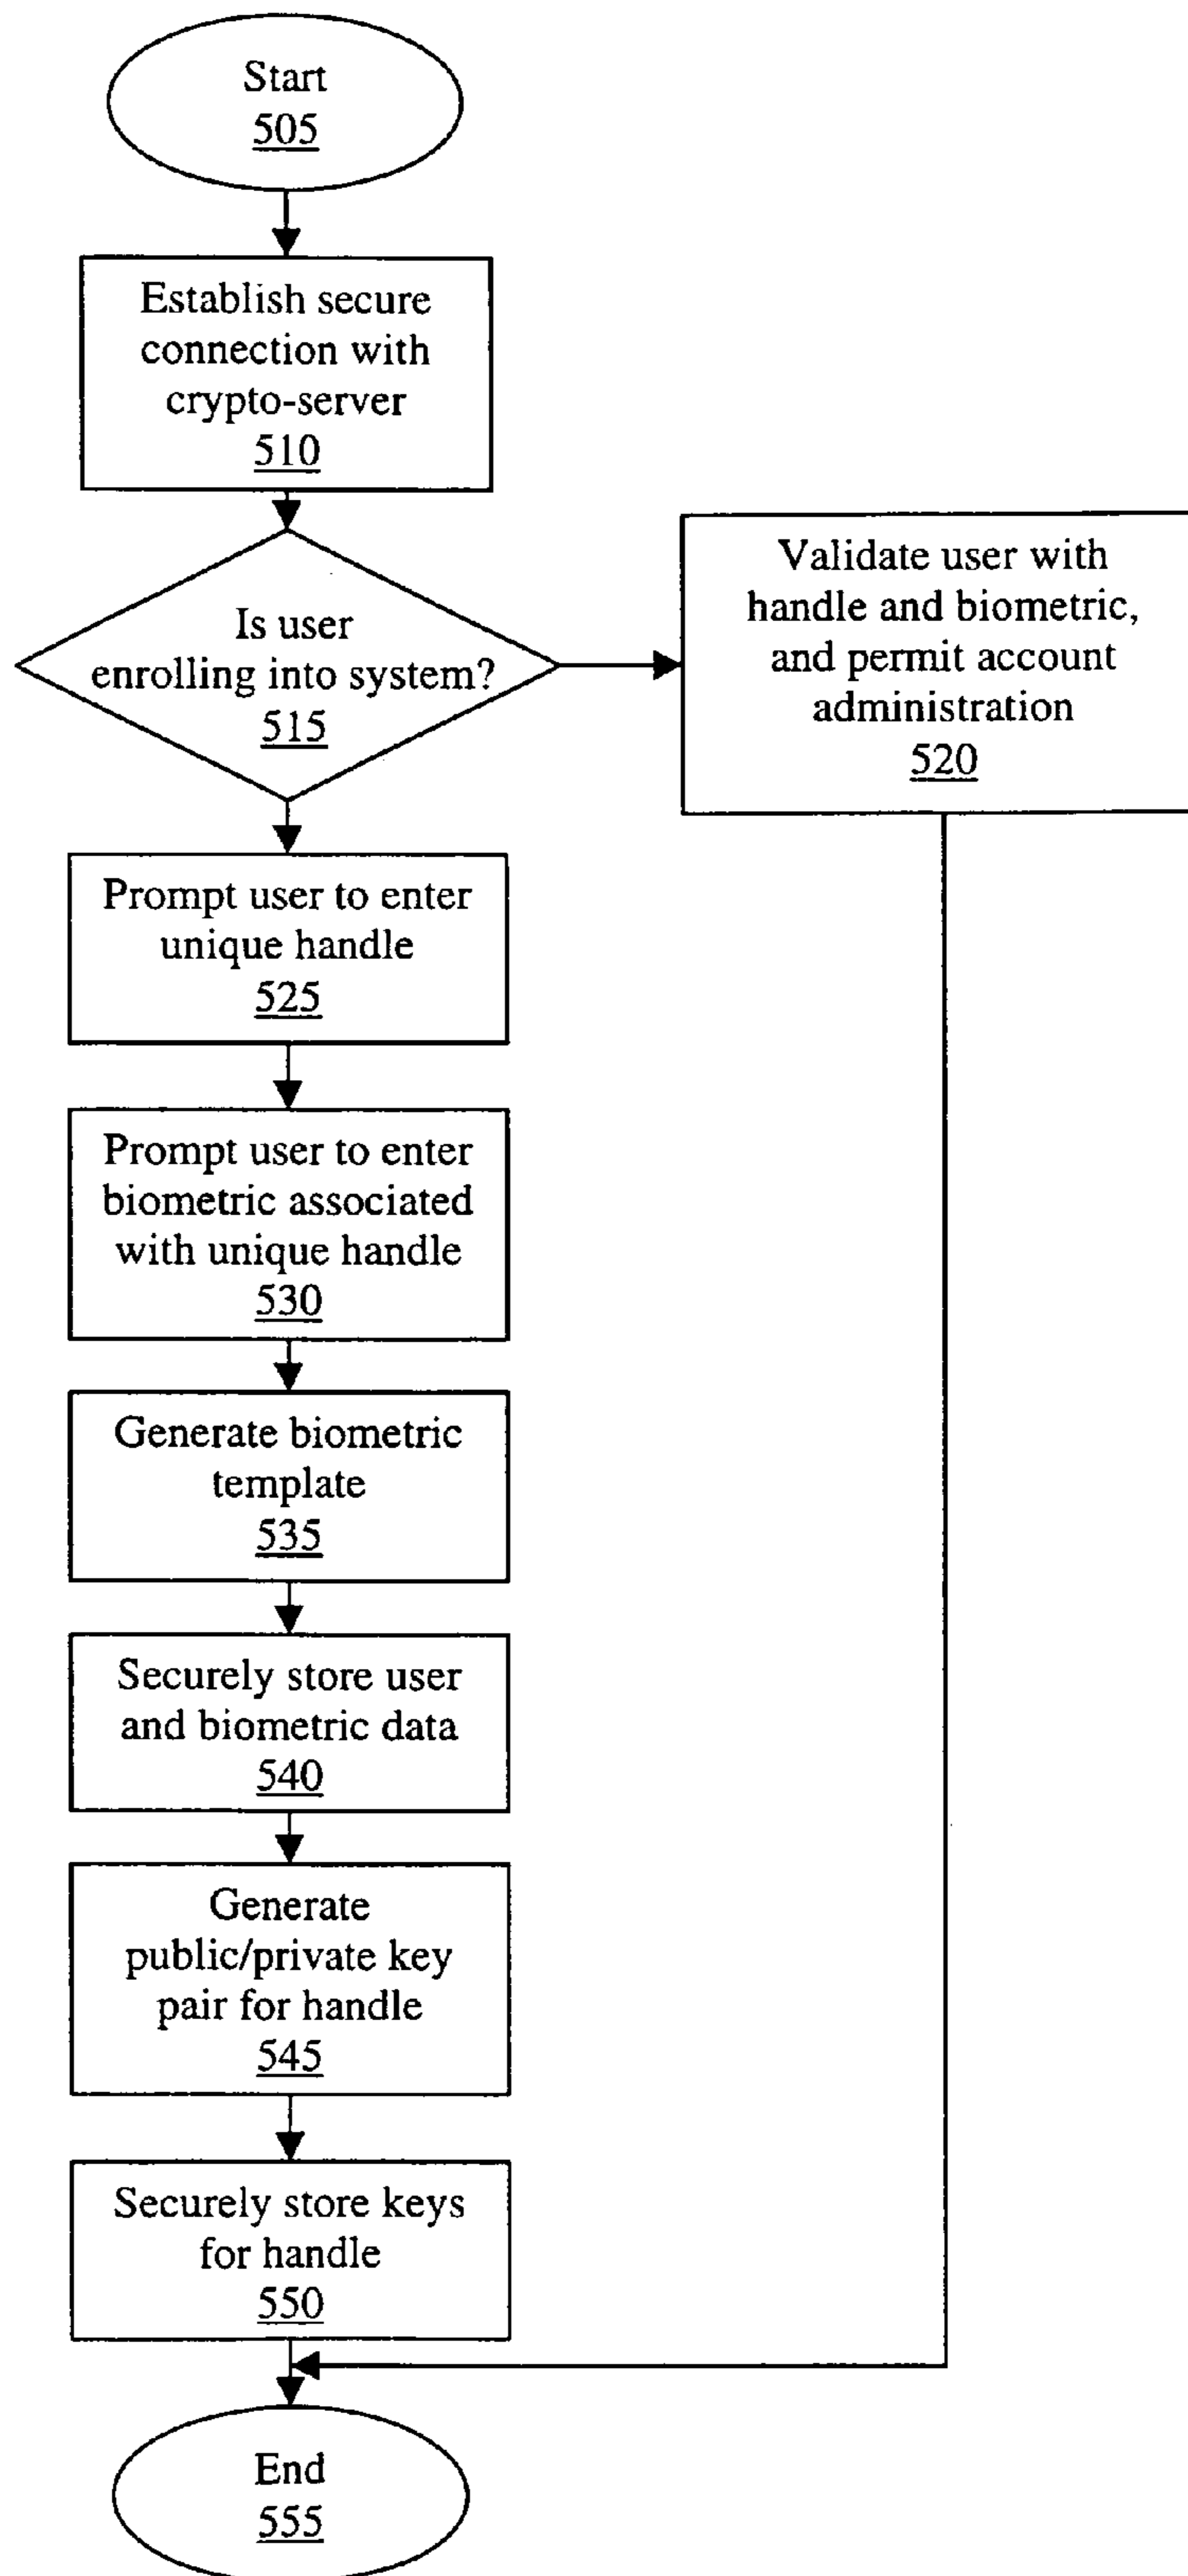 Start
505
Establish secure
connection with
crypto-server
510
Is user
enrolling into system?
515
Validate user with
handle and biometric,
and permit account
administration
520
Prompt user to enter
unique handle
525
Prompt user to enter
biometric associated
with unique handle
530
Generate biometric
template
535
Securely store user
and biometric data
540
Generate
public/private key
pair for handle
545
Securely store keys
for handle
550
End
555